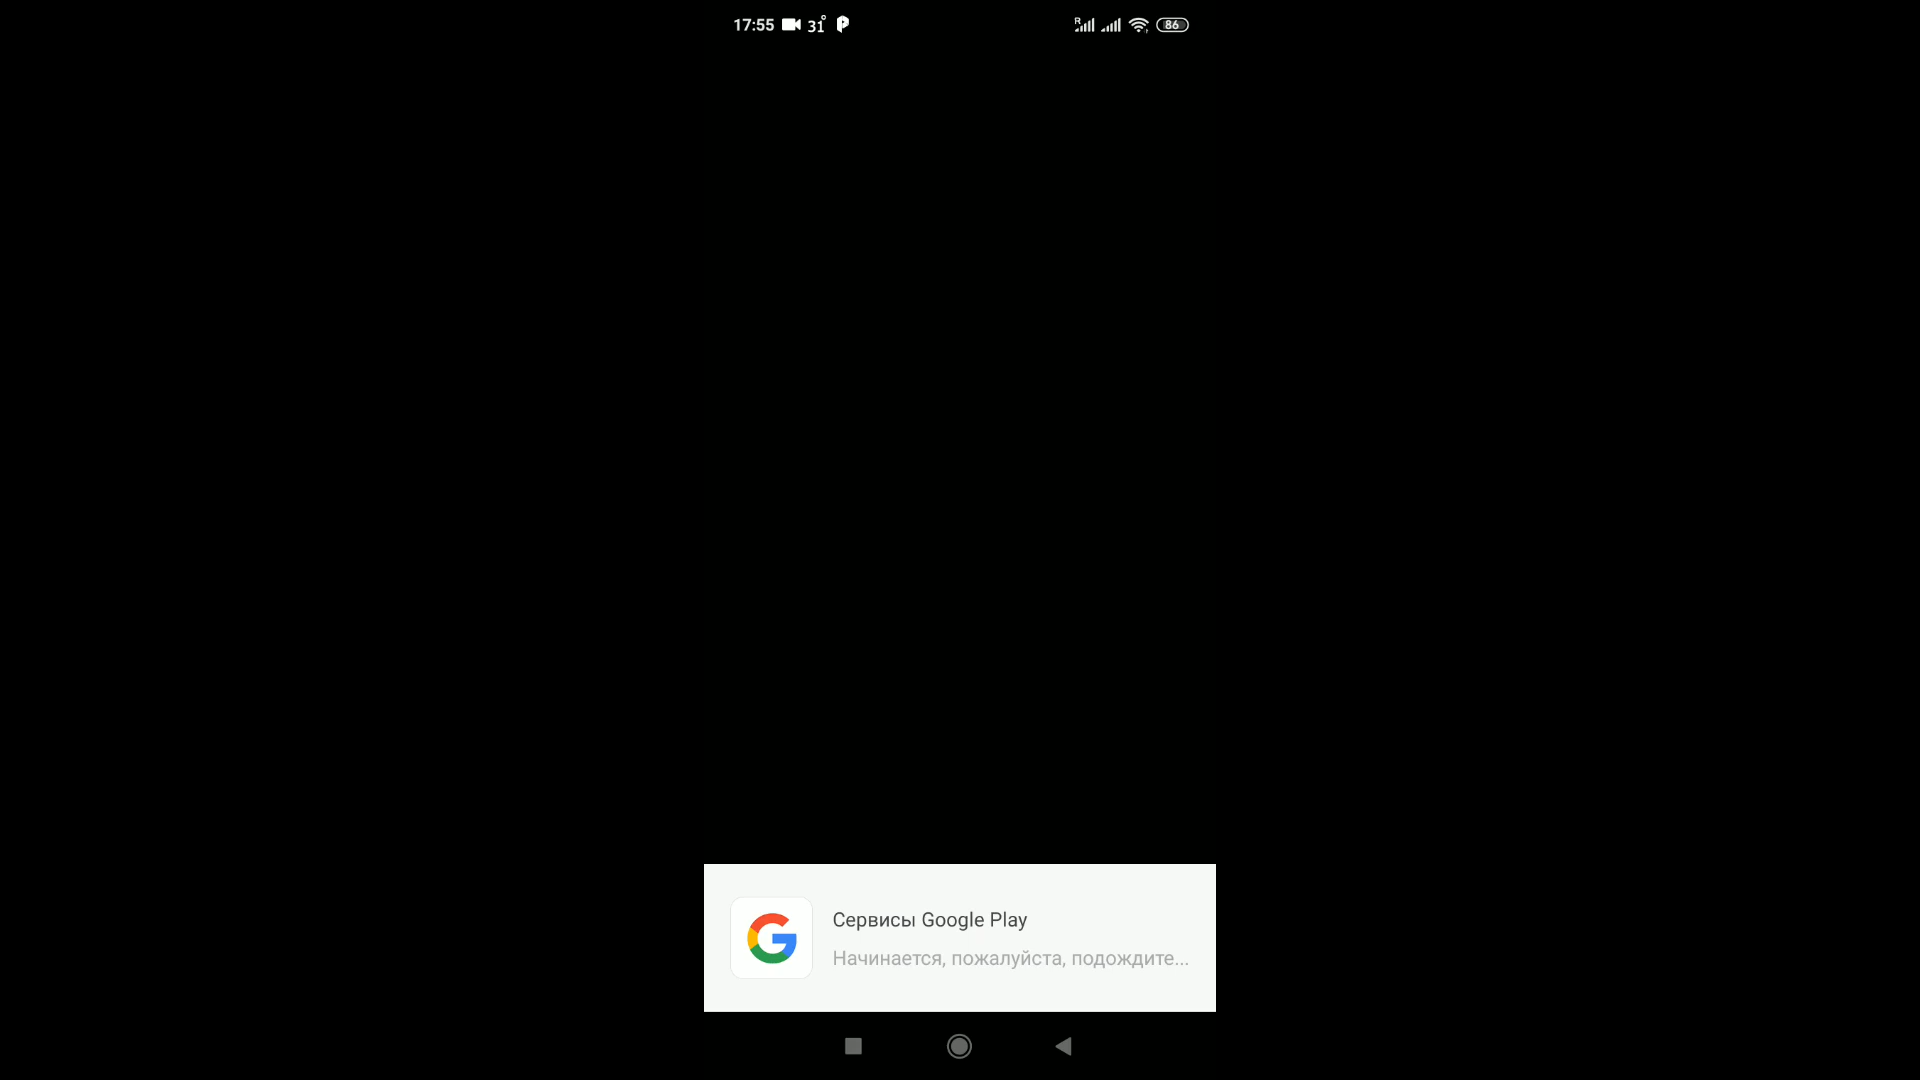 17:55 31°
R 86
Сервисы Google Play
Начинается, пожалуйста, подождите...